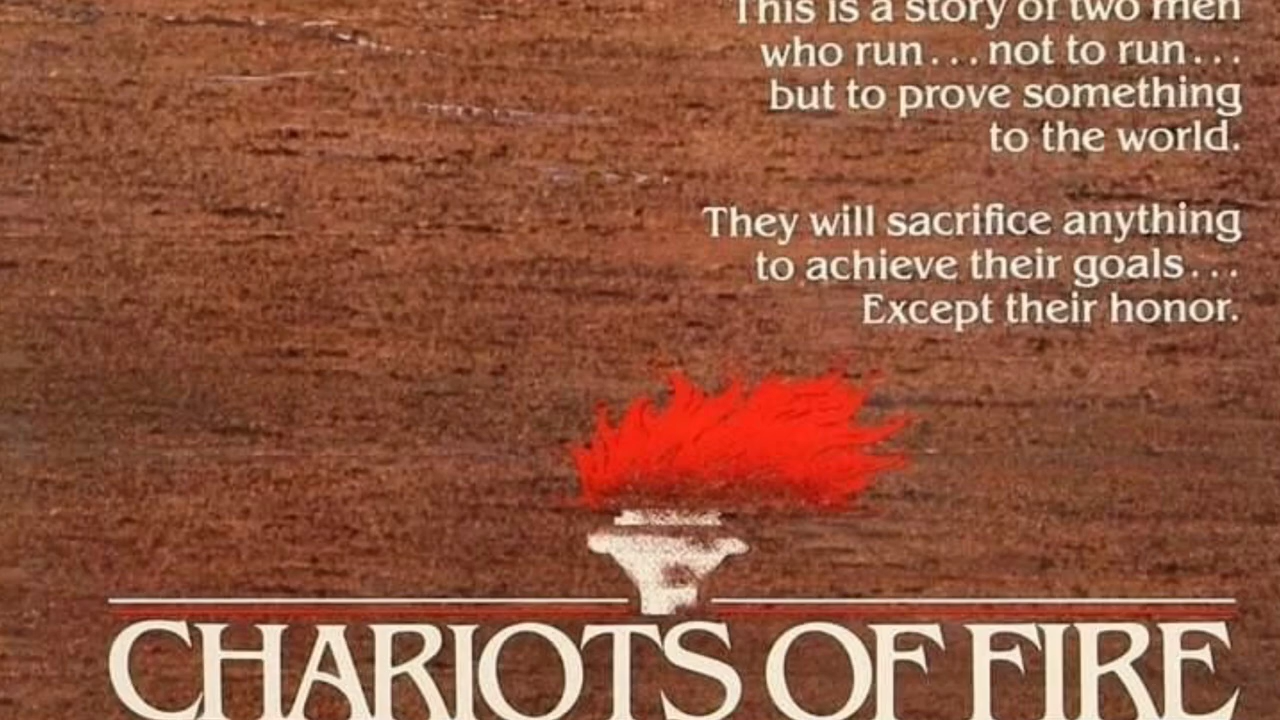 This is a story of two men
who run...not to run...
but to prove something
to the world.
They will sacrifice anything
to achieve their goals...
Except their honor.
CHARIOTS OF FIRE